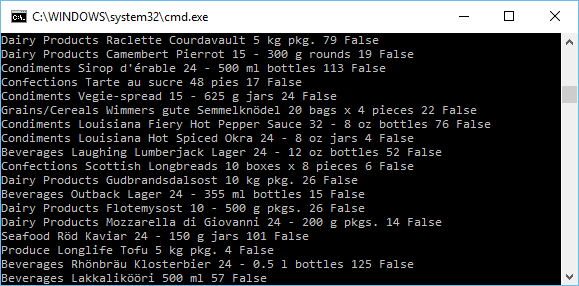 C:\WINDOWS\system32\cmd.exe
Dairy Products Raclette Courdavault 5 kg pkg. 79 False
Dairy Products Camembert Pierrot 15 - 300 g rounds 19 False
Condiments Sirop d'érable 24 - 500 ml bottles 113 False
Confections Tarte au sucre 48 pies 17 False
Condiments Vegie-spread 15 - 625 g jars 24 False
Grains/Cereals Wimmers gute Semmelknödel 20 bags x 4 pieces 22 False
Condiments Louisiana Fiery Hot Pepper Sauce 32 - 8 oz bottles 76 False
Condiments Louisiana Hot Spiced Okra 24 - 8 oz jars 4 False
Beverages Laughing Lumberjack Lager 24 - 12 oz bottles 52 False
Confections Scottish Longbreads 10 boxes x 8 pieces 6 False
Dairy Products Gudbrandsdalsost 10 kg pkg. 26 False
Beverages Outback Lager 24 - 355 ml bottles 15 False
Dairy Products Flotemysost 10 - 500 g pkgs. 26 False
Dairy Products Mozzarella di Giovanni 24 - 200 g pkgs. 14 False
Seafood Röd Kaviar 24 - 150 g jars 101 False
Produce Longlife Tofu 5 kg pkg. 4 False
Beverages Rhönbräu Klosterbier 24 - 0.5 l bottles 125 False
Beverages Lakkalikööri 500 ml 57 False